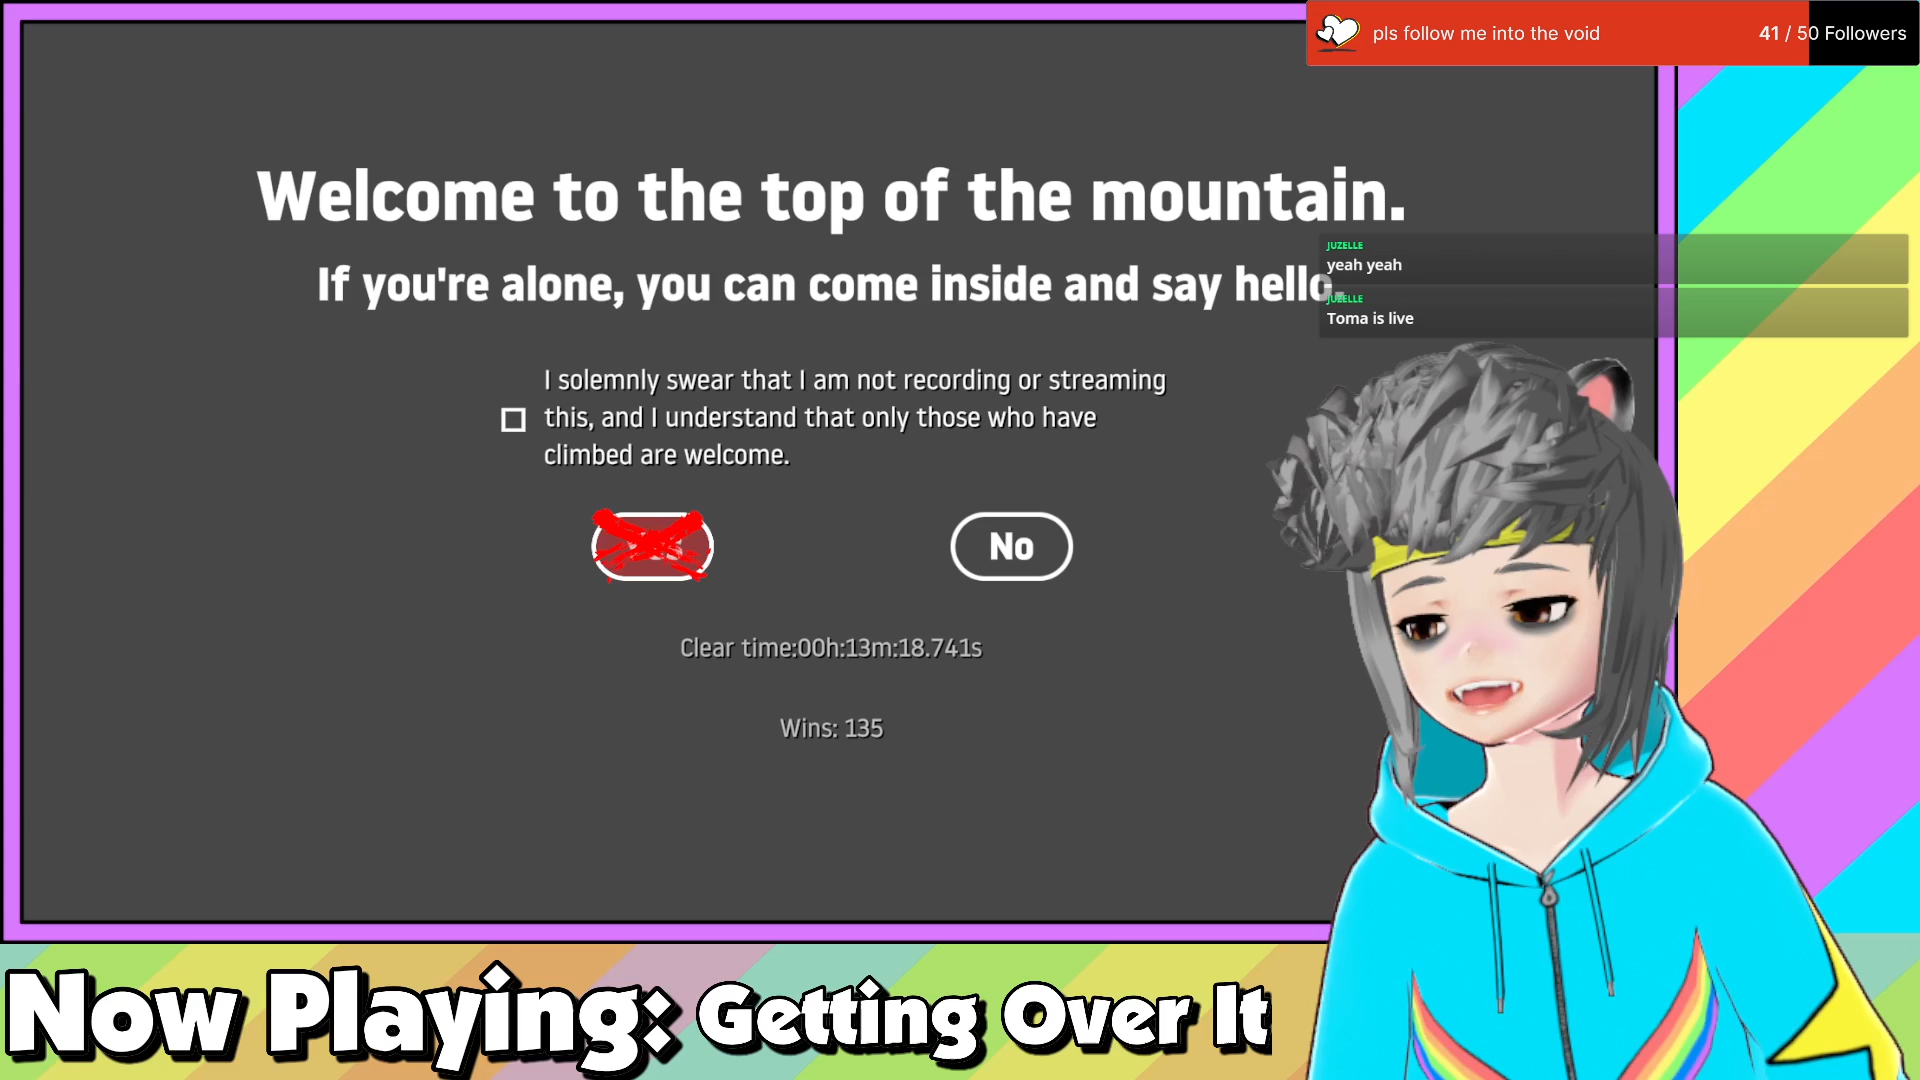 pls follow me into the void
41 / 50 Followers
Welcome to the top of the mountain.
If you're alone, you can come inside and say hello.
JUZELLE
yeah yeah
JUZELLE
Toma is live
I solemnly swear that I am not recording or streaming
this, and I understand that only those who have
climbed are welcome.
No
Clear time:00h:13m:18.741s
Wins: 135
Now Playing: Getting Over It